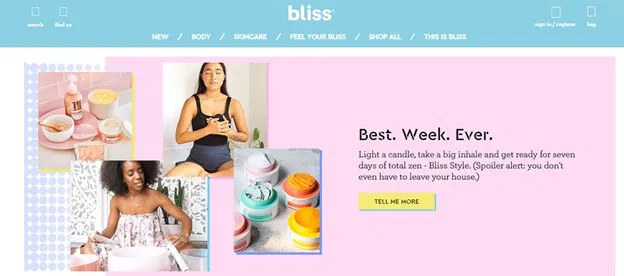 bliss
search
find us
sign in / register
bag
NEW / BODY / SKINCARE / FEEL YOUR BLISS / SHOP ALL / THIS IS BLISS
Best. Week. Ever.
Light a candle, take a big inhale and get ready for seven
days of total zen - Bliss Style. (Spoiler alert: you don't
even have to leave your house.)
TELL ME MORE